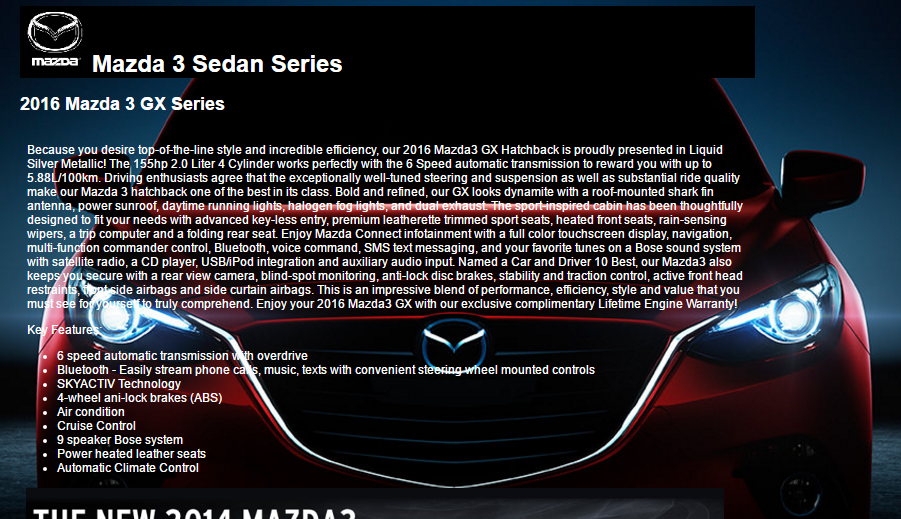 mazda
Mazda 3 Sedan Series
2016 Mazda 3 GX Series
Because you desire top-of-the-line style and incredible efficiency, our 2016 Mazda3 GX Hatchback is proudly presented in Liquid
Silver Metallic! The 155hp 2.0 Liter 4 Cylinder works perfectly with the 6 Speed automatic transmission to reward you with up to
5.88L/100km. Driving enthusiasts agree that the exceptionally well-tuned steering and suspension as well as substantial ride quality
make our Mazda 3 hatchback one of the best in its class. Bold and refined, our GX looks dynamite with a roof-mounted shark fin
antenna, power sunroof, daytime running lights, halogen fog lights, and dual exhaust. The sport-inspired cabin has been thoughtfully
designed to fit your needs with advanced key-less entry, premium leatherette trimmed sport seats, heated front seats, rain-sensing
wipers, a trip computer and a folding rear seat. Enjoy Mazda Connect infotainment with a full color touchscreen display, navigation,
multi-function commander control, Bluetooth, voice command, SMS text messaging, and your favorite tunes on a Bose sound system
with satellite radio, a CD player, USB/iPod integration and auxiliary audio input. Named a Car and Driver 10 Best, our Mazda3 also
keeps you secure with a rear view camera, blind-spot monitoring, anti-lock disc brakes, stability and traction control, active front head
restraints, front side airbags and side curtain airbags. This is an impressive blend of performance, efficiency, style and value that you
must see for yourself to truly comprehend. Enjoy your 2016 Mazda3 GX with our exclusive complimentary Lifetime Engine Warranty!
Key Features:
6 speed automatic transmission with overdrive
Bluetooth - Easily stream phone calls, music, texts with convenient steering wheel mounted controls
SKYACTIV Technology
4-wheel ani-lock brakes (ABS)
Air condition
Cruise Control
9 speaker Bose system
Power heated leather seats
Automatic Climate Control
THE NEW 2014 MAZDA3